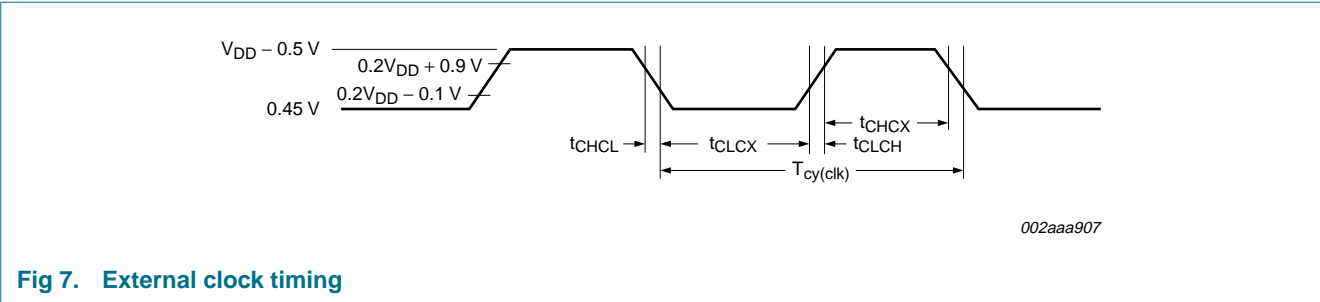 V_DD − 0.5 V
0.2V_DD + 0.9 V
0.2V_DD − 0.1 V
0.45 V
t_CHCX
t_CHCL
t_CLCX
t_CLCH
T_cy(clk)
002aaa907
Fig 7. External clock timing